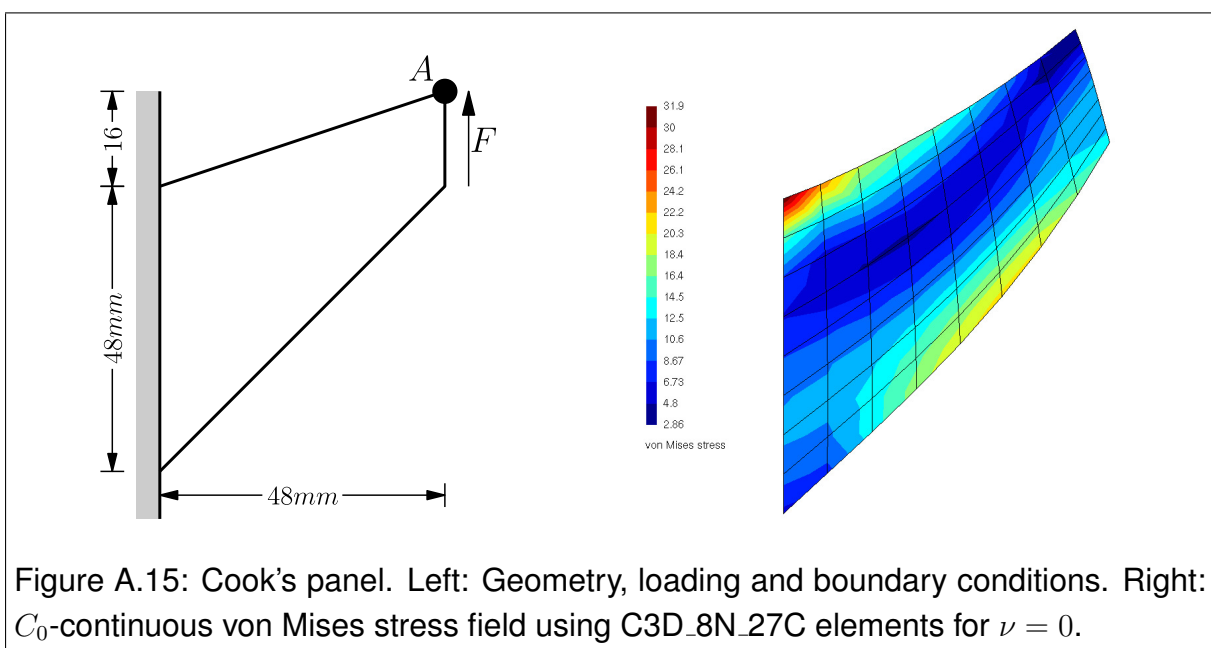 A
F
16
48mm
48mm
31.9
30
28.1
26.1
24.2
22.2
20.3
18.4
16.4
14.5
12.5
10.6
8.67
6.73
4.8
2.86
von Mises stress
Figure A.15: Cook's panel. Left: Geometry, loading and boundary conditions. Right:
C₀-continuous von Mises stress field using C3D_8N_27C elements for ν = 0.